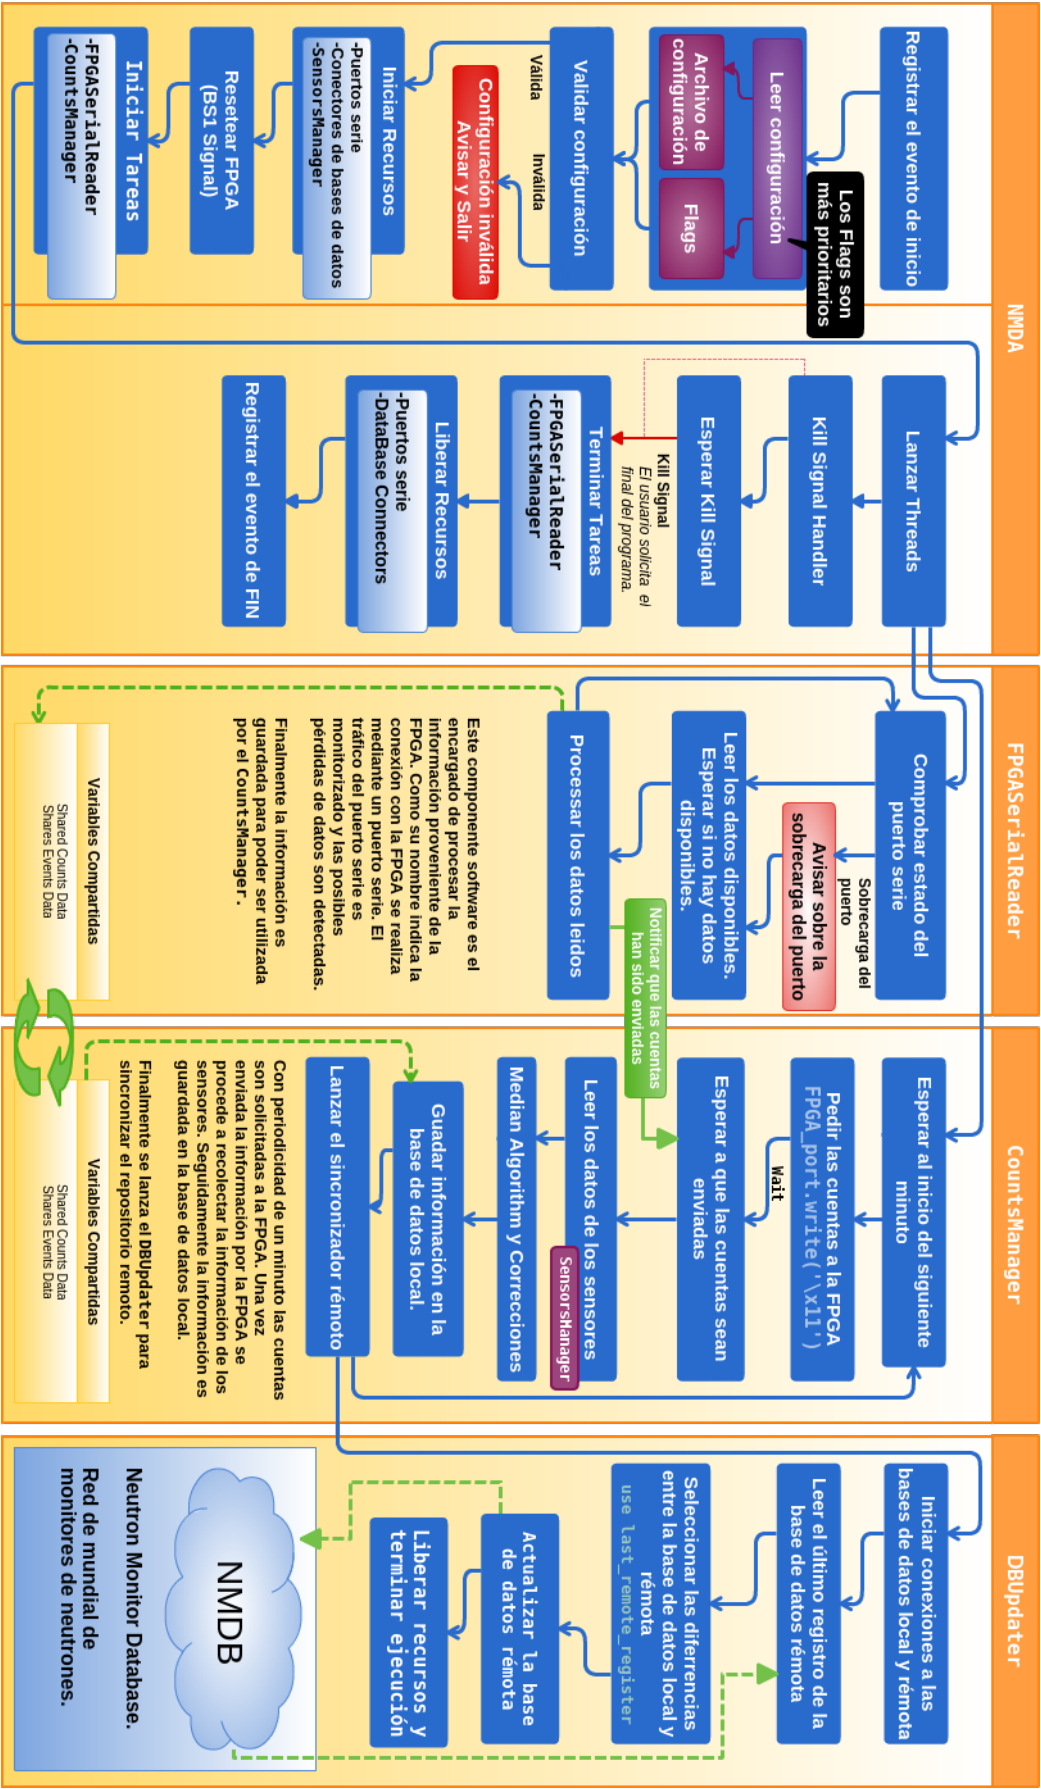 NMDA
Registrar el evento de inicio
Los Flags son
más prioritarios
Leer configuración
Archivo de
configuración
Flags
Validar configuración
Válida
Inválida
Configuración inválida
Avisar y Salir
Iniciar Recursos
-Puertos serie
-Conectores de bases de datos
-SensorsManager
Resetear FPGA
(BS1 Signal)
Iniciar Tareas
-FPGASerialReader
-CountsManager
Lanzar Threads
Kill Signal Handler
Esperar Kill Signal
Kill Signal
El usuario solicita el
final del programa.
Terminar Tareas
-FPGASerialReader
-CountsManager
Liberar Recursos
-Puertos serie
-DataBase Connectors
Registrar el evento de FIN
FPGASerialReader
Comprobar estado del
puerto serie
Sobrecarga del
puerto
Avisar sobre la
sobrecarga del puerto
Leer los datos disponibles.
Esperar si no hay datos
disponibles.
Notificar que las cuentas
han sido enviadas
Processar los datos leidos
Este componente software es el
encargado de procesar la
información proveniente de la
FPGA. Como su nombre indica la
conexión con la FPGA se realiza
mediante un puerto serie. El
tráfico del puerto serie es
monitorizado y las posibles
pérdidas de datos son detectadas.
Finalmente la información es
guardada para poder ser utilizada
por el CountsManager.
Variables Compartidas
Shared Counts Data
Shares Events Data
CountsManager
Esperar al inicio del siguiente
minuto
Pedir las cuentas a la FPGA
FPGA_port.write('\x11')
Wait
Esperar a que las cuentas sean
enviadas
Leer los datos de los sensores
SensorsManager
Median Algorithm y Correcciones
Guadar información en la
base de datos local.
Lanzar el sincronizador rémoto
Con periodicidad de un minuto las cuentas
son solicitadas a la FPGA. Una vez
enviada la información por la FPGA se
procede a recolectar la información de los
sensores. Seguidamente la información es
guardada en la base de datos local.
Finalmente se lanza el DBUpdater para
sincronizar el repositorio remoto.
Variables Compartidas
Shared Counts Data
Shares Events Data
DBUpdater
Iniciar conexiones a las
bases de datos local y rémota
Leer el último registro de la
base de datos rémota
Seleccionar las diferrencias
entre la base de datos local y
rémota
use last_remote_register
Actualizar la base
de datos rémota
Liberar recursos y
terminar ejecución
NMDB
Neutron Monitor Database.
Red de mundial de
monitores de neutrones.